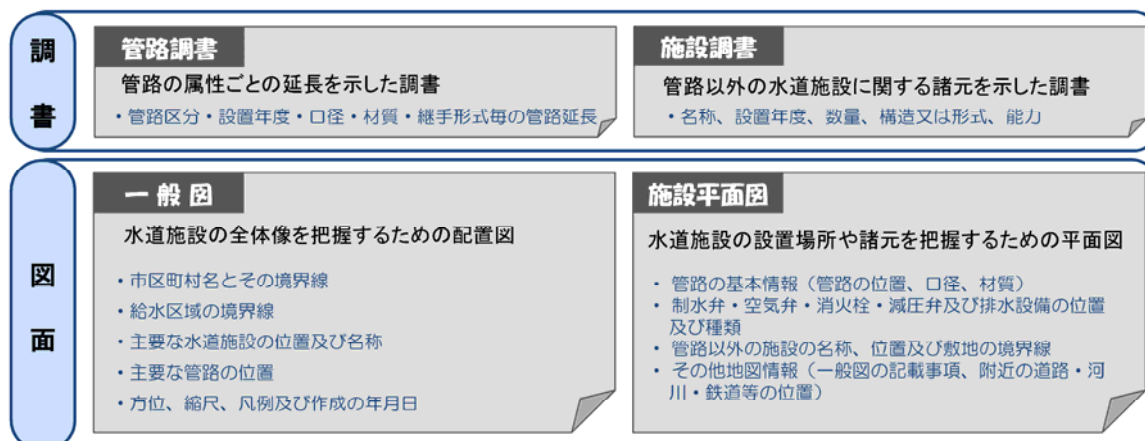 調書
管路調書
管路の属性ごとの延長を示した調書
・管路区分・設置年度・口径・材質・継手形式毎の管路延長
施設調書
管路以外の水道施設に関する諸元を示した調書
・名称、設置年度、数量、構造又は形式、能力
図面
一般図
水道施設の全体像を把握するための配置図
・市区町村名とその境界線
・給水区域の境界線
・主要な水道施設の位置及び名称
・主要な管路の位置
・方位、縮尺、凡例及び作成の年月日
施設平面図
水道施設の設置場所や諸元を把握するための平面図
・管路の基本情報（管路の位置、口径、材質）
・制水弁・空気弁・消火栓・減圧弁及び排水設備の位置
及び種類
・管路以外の施設の名称、位置及び敷地の境界線
・その他地図情報（一般図の記載事項、附近の道路・河
川・鉄道等の位置）